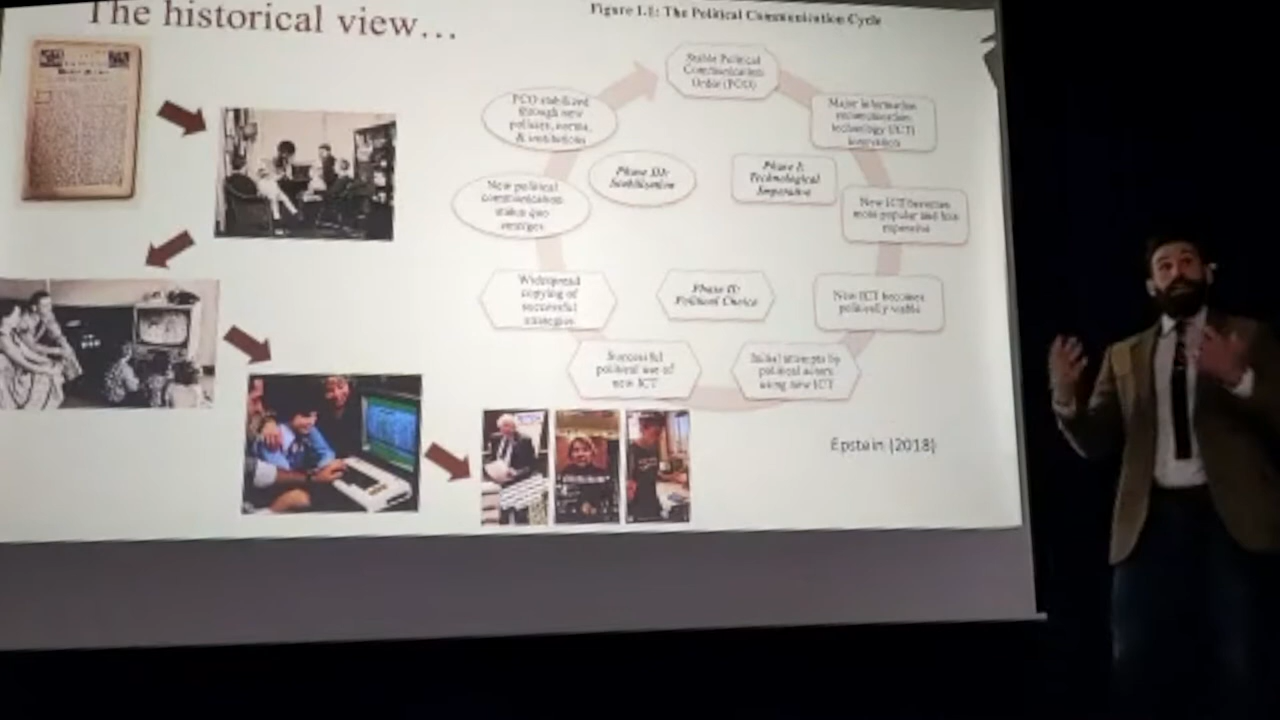 The historical view...
Figure 1.1: The Political Communication Cycle
Stable Political
Communication
Order (PCO)
Major information
communication
technology (ICT)
innovation
New ICT becomes
more popular and less
expensive
New ICT becomes
politically viable
Initial attempts by
political actors
using new ICT
Successful
political use of
new ICT
Widespread
copying of
successful
strategies
New political
communication
status quo
emerges
PCO stabilized
through new
policies, norms,
& institutions
Phase I:
Technological
Imperative
Phase II:
Political Choice
Phase III:
Stabilization
Epstein (2018)